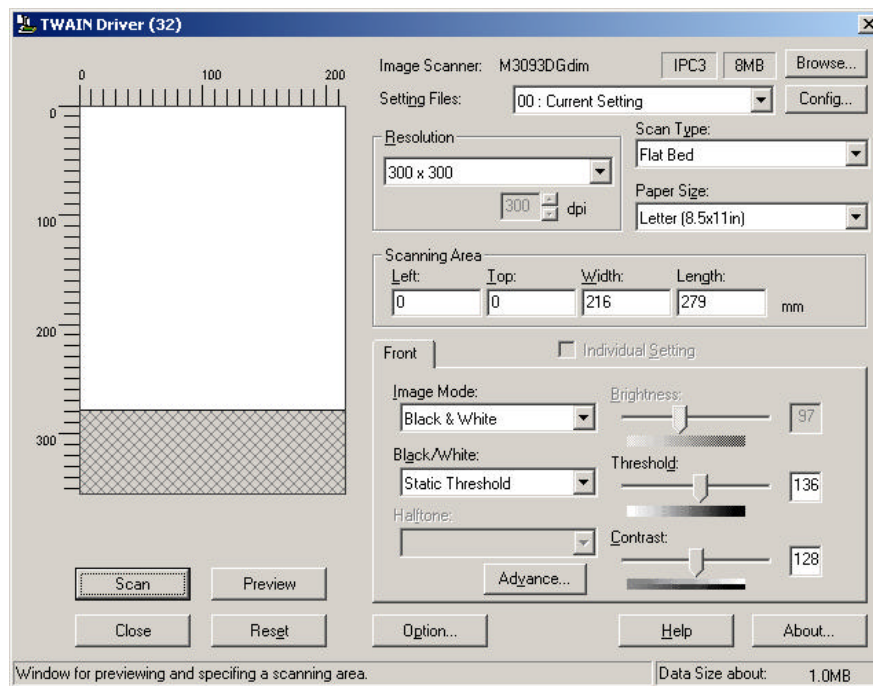 TWAIN Driver (32)
Image Scanner: M3093DGdim IPC3 8MB Browse...
Setting Files: 00 : Current Setting Config...
0 100 200
0
100
200
300
Resolution
300 x 300
300 dpi
Scan Type:
Flat Bed
Paper Size:
Letter (8.5x11in)
Scanning Area
Left: Top: Width: Length:
0 0 216 279 mm
Front Individual Setting
Image Mode:
Black & White
Black/White:
Static Threshold
Halftone:
Advance...
Brightness:
97
Threshold:
136
Contrast:
128
Scan Preview
Close Reset Option... Help About...
Window for previewing and specifing a scanning area. Data Size about: 1.0MB